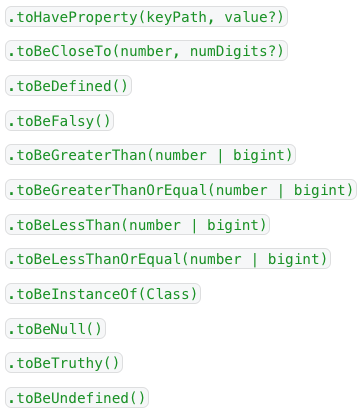 .toHaveProperty(keyPath, value?)
.toBeCloseTo(number, numDigits?)
.toBeDefined()
.toBeFalsy()
.toBeGreaterThan(number | bigint)
.toBeGreaterThanOrEqual(number | bigint)
.toBeLessThan(number | bigint)
.toBeLessThanOrEqual(number | bigint)
.toBeInstanceOf(Class)
.toBeNull()
.toBeTruthy()
.toBeUndefined()